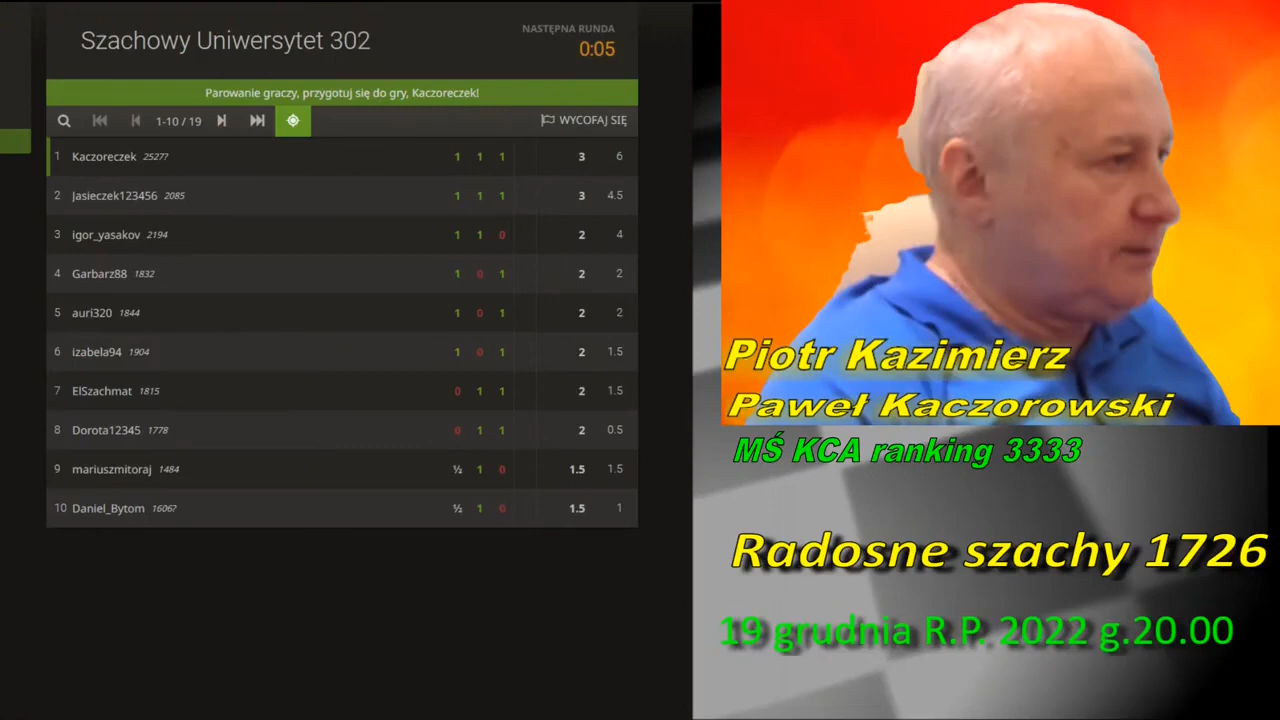 Szachowy Uniwersytet 302
NASTĘPNA RUNDA
0:05
Parowanie graczy, przygotuj się do gry, Kaczoreczek!
1-10 / 19
WYCOFAJ SIĘ
1 Kaczoreczek 2527? 1 1 1 3 6
2 Jasieczek123456 2085 1 1 1 3 4.5
3 igor_yasakov 2194 1 1 0 2 4
4 Garbarz88 1832 1 0 1 2 2
5 auri320 1844 1 0 1 2 2
6 izabela94 1904 1 0 1 2 1.5
7 ElSzachmat 1815 0 1 1 2 1.5
8 Dorota12345 1778 0 1 1 2 0.5
9 mariuszmitoraj 1484 ½ 1 0 1.5 1.5
10 Daniel_Bytom 1606? ½ 1 0 1.5 1
Piotr Kazimierz
Paweł Kaczorowski
MŚ KCA ranking 3333
Radosne szachy 1726
19 grudnia R.P. 2022 g.20.00